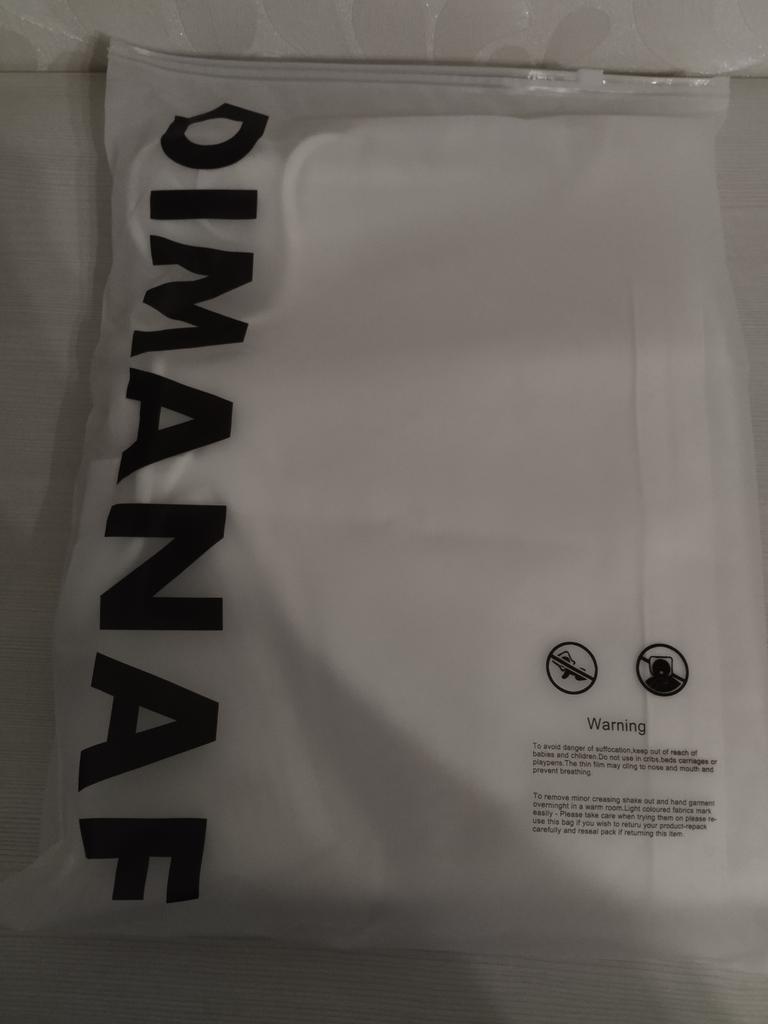 DIMANAF
Warning
To avoid danger of suffocation,keep out of reach of
babies and children.Do not use in cribs,beds carriages or
playpens.The thin film may cling to nose and mouth and
prevent breathing.
To remove minor creasing shake out and hand garment
overninght in a warm room.Light coloured fabrics mark
easily - Please take care when trying them on please re-
use this bag if you wish to returu your product-repack
carefully and reseal pack if returning this item.